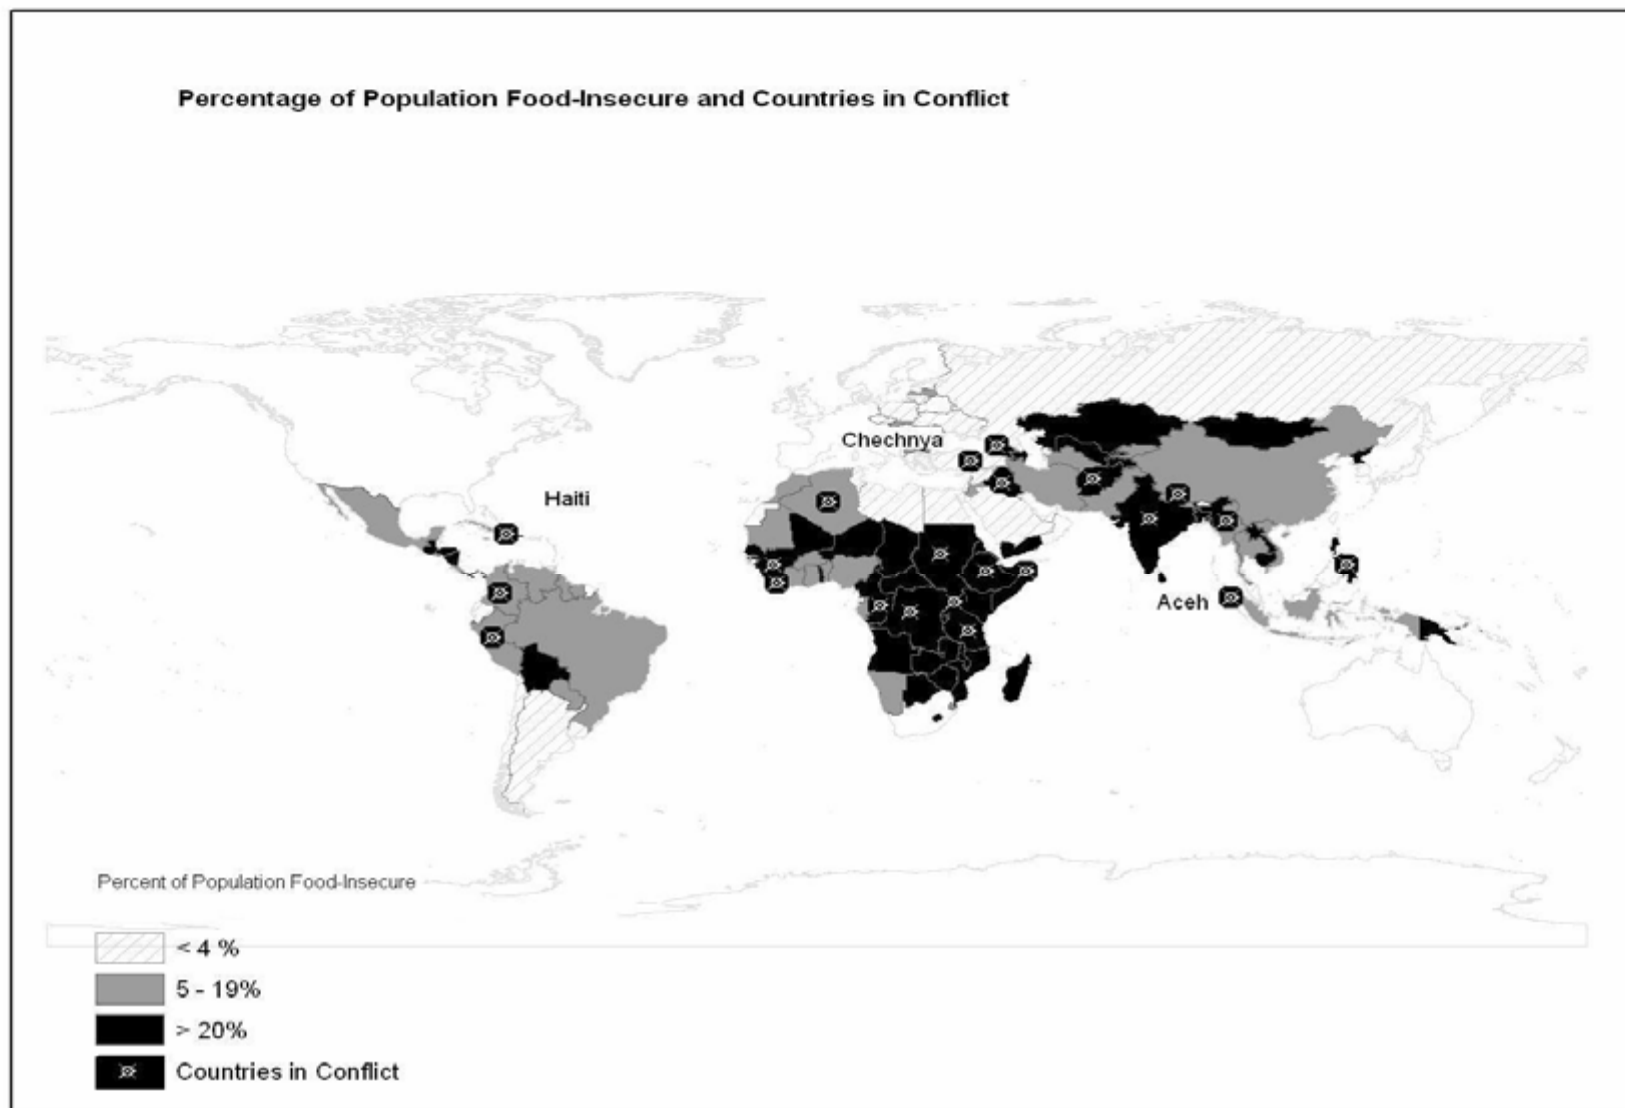 Percentage of Population Food-Insecure and Countries in Conflict
Chechnya
Haiti
Aceh
Percent of Population Food-Insecure
< 4 %
5 - 19%
> 20%
Countries in Conflict